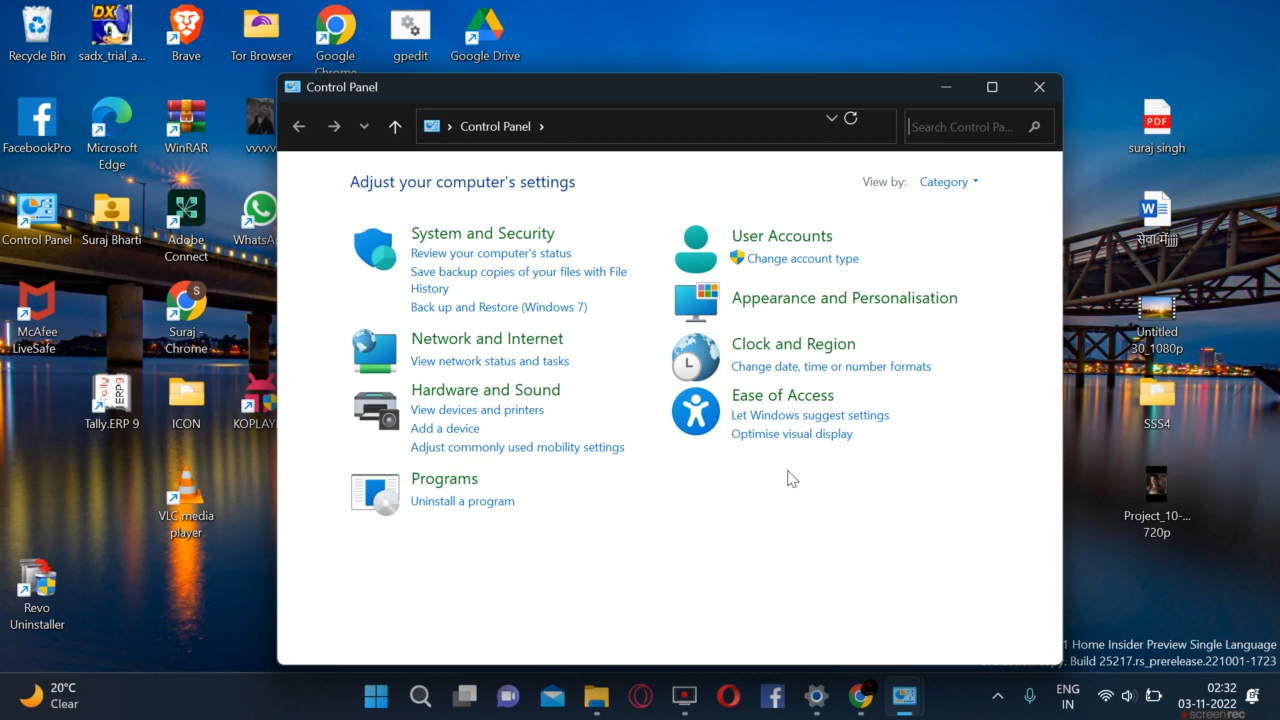 Recycle Bin
sadx_trial_a...
Brave
Tor Browser
Google
Chrome
gpedit
Google Drive
FacebookPro
Microsoft
Edge
WinRAR
vvvvv
Control Panel
Suraj Bharti
Adobe
Connect
WhatsAp
McAfee
LiveSafe
Suraj -
Chrome
Tally.ERP 9
ICON
KOPLAYE
VLC media
player
Revo
Uninstaller
Control Panel
Control Panel
Search Control Pa...
Adjust your computer's settings
View by: Category
System and Security
Review your computer's status
Save backup copies of your files with File
History
Back up and Restore (Windows 7)
Network and Internet
View network status and tasks
Hardware and Sound
View devices and printers
Add a device
Adjust commonly used mobility settings
Programs
Uninstall a program
User Accounts
Change account type
Appearance and Personalisation
Clock and Region
Change date, time or number formats
Ease of Access
Let Windows suggest settings
Optimise visual display
PDF
suraj singh
सेवा मेंjjjj
Untitled
30_1080p
SSS4
Project_10-...
720p
1 Home Insider Preview Single Language
Build 25217.rs_prerelease.221001-1723
20°C
Clear
ENG
IN
02:32
03-11-2022
screenrec